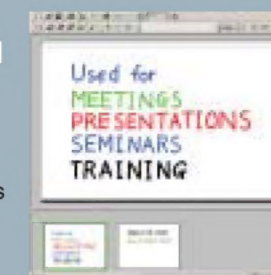 Used for
MEETINGS
PRESENTATIONS
SEMINARS
TRAINING
s